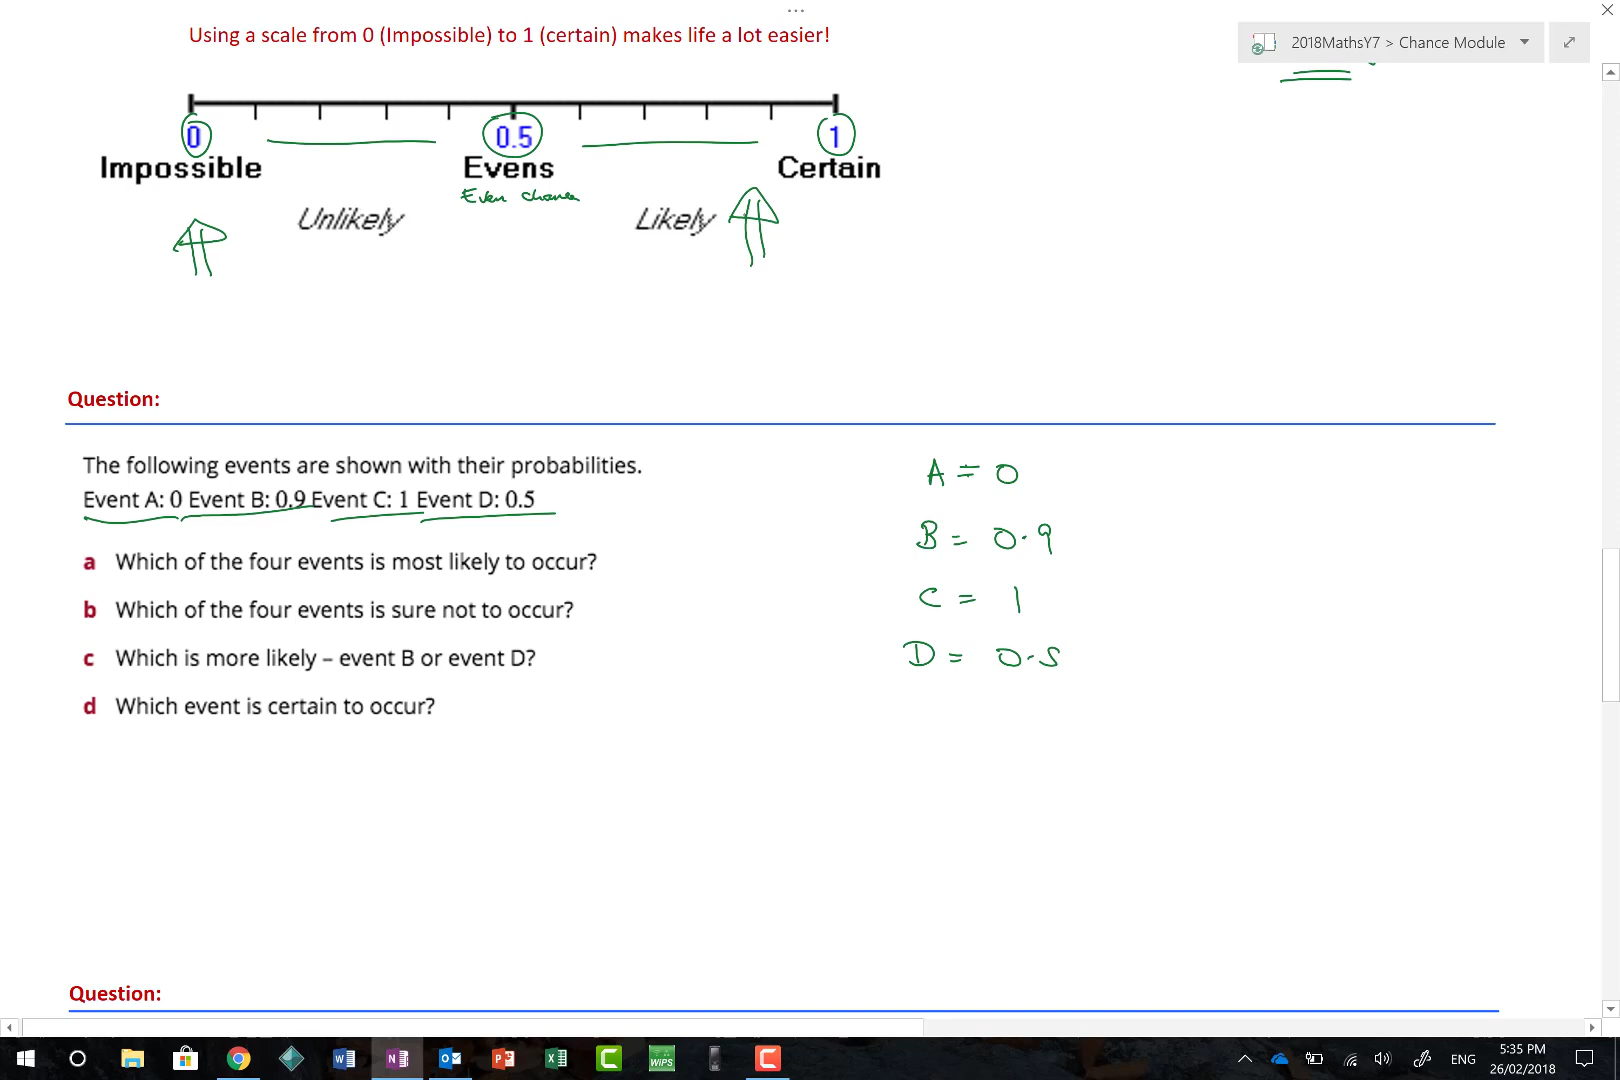 Using a scale from 0 (Impossible) to 1 (certain) makes life a lot easier!
2018MathsY7 > Chance Module
0 0.5 1
Impossible Evens Certain
Even chance
Unlikely Likely
Question:
The following events are shown with their probabilities.
Event A: 0 Event B: 0.9 Event C: 1 Event D: 0.5
a Which of the four events is most likely to occur?
b Which of the four events is sure not to occur?
c Which is more likely – event B or event D?
d Which event is certain to occur?
A = 0
B = 0.9
C = 1
D = 0.5
Question:
WiPS
ENG
5:35 PM
26/02/2018